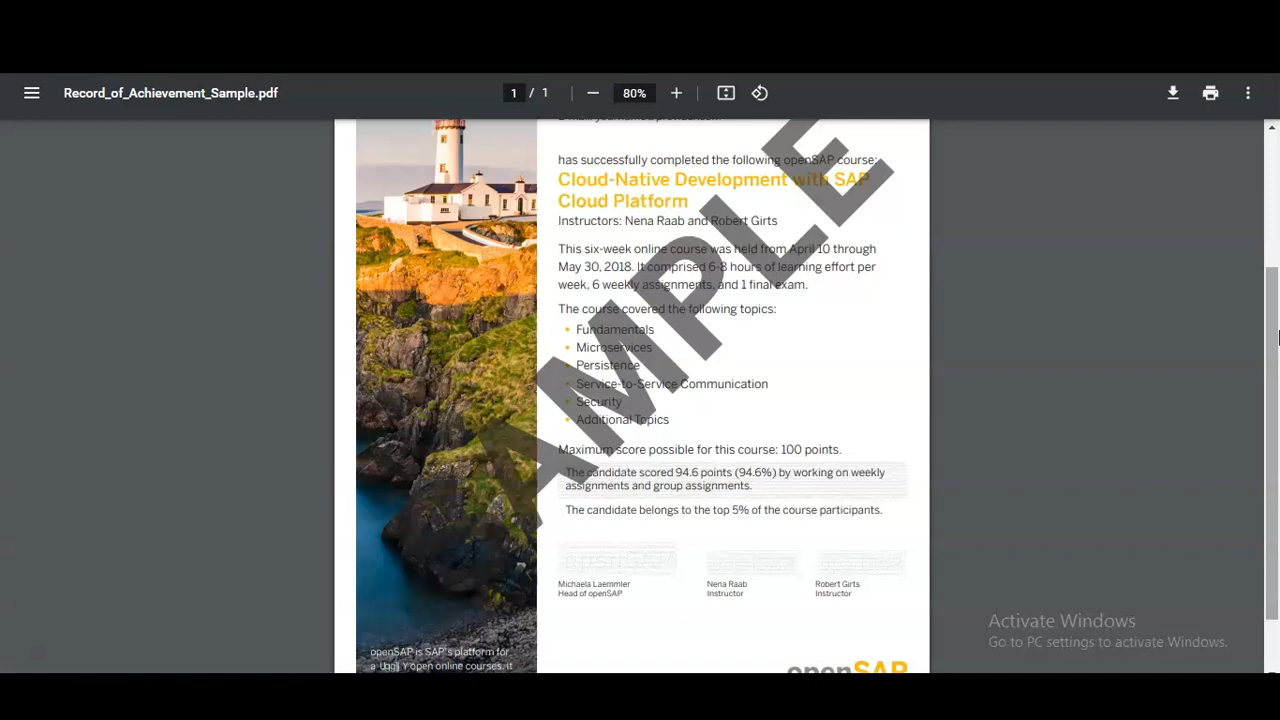 Record_of_Achievement_Sample.pdf
1 / 1
80%
has successfully completed the following openSAP course:
Cloud-Native Development with SAP
Cloud Platform
Instructors: Nena Raab and Robert Girts
This six-week online course was held from April 10 through
May 30, 2018. It comprised 6-8 hours of learning effort per
week, 6 weekly assignments, and 1 final exam.
The course covered the following topics:
• Fundamentals
• Microservices
• Persistence
• Service-to-Service Communication
• Security
• Additional Topics
Maximum score possible for this course: 100 points.
The candidate scored 94.6 points (94.6%) by working on weekly
assignments and group assignments.
The candidate belongs to the top 5% of the course participants.
Michaela Laemmler
Head of openSAP
Nena Raab
Instructor
Robert Girts
Instructor
openSAP is SAP's platform for
open online courses. It
openSAP
AMPLE
Activate Windows
Go to PC settings to activate Windows.